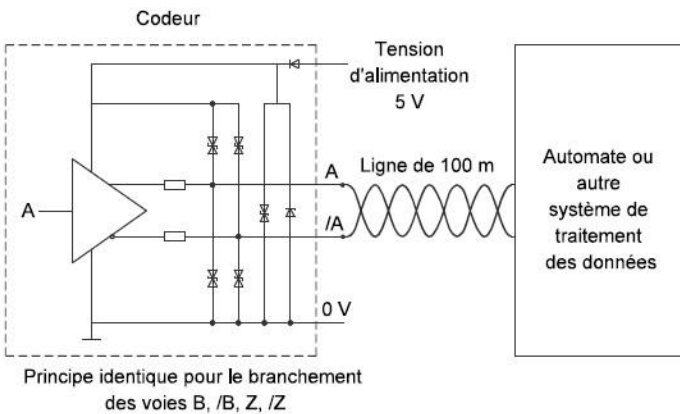 Codeur
Tension
d'alimentation
5 V
A
A
/A
Ligne de 100 m
0 V
Automate ou
autre
système de
traitement
des données
Principe identique pour le branchement
des voies B, /B, Z, /Z